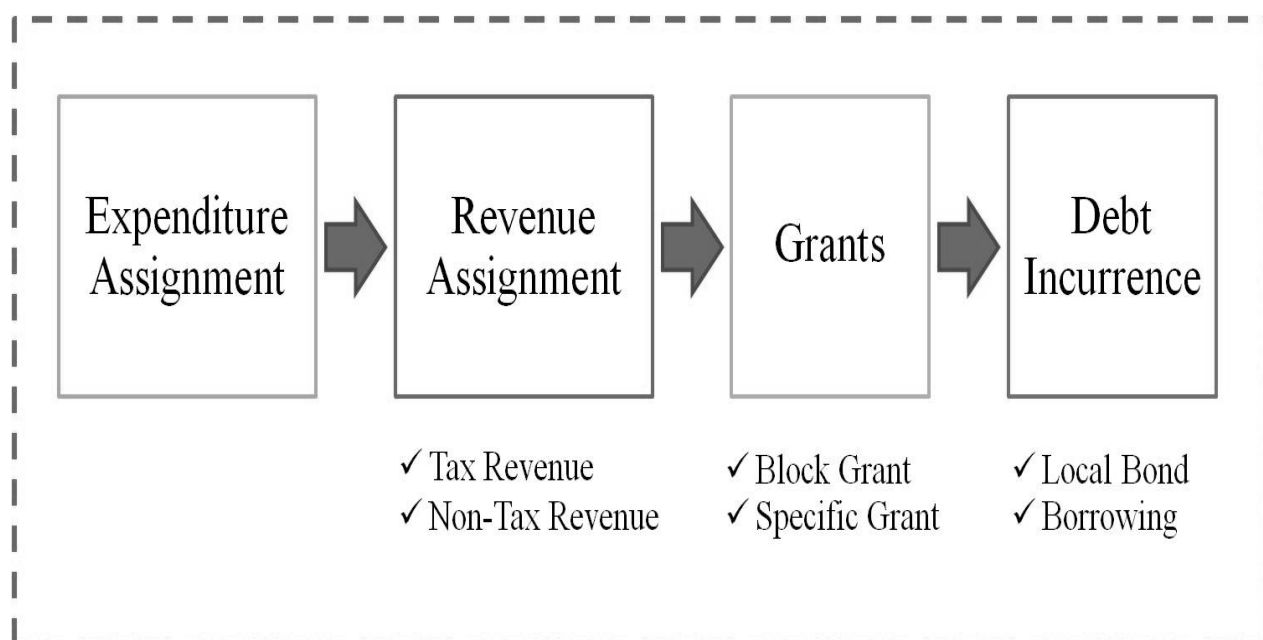 Expenditure
Assignment
Revenue
Assignment
Grants
Debt
Incurrence
✓ Tax Revenue
✓ Non-Tax Revenue
✓ Block Grant
✓ Specific Grant
✓ Local Bond
✓ Borrowing